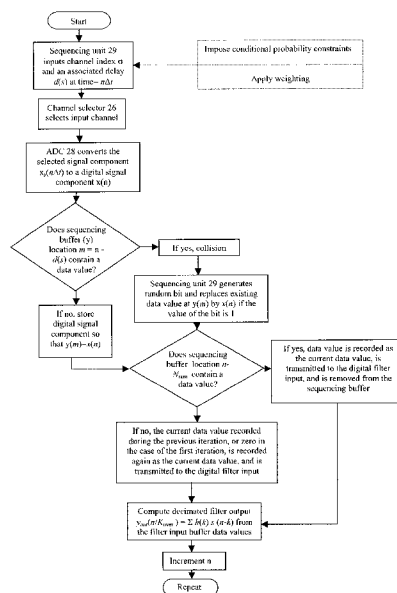 Start
Sequencing unit 29
inputs channel index σ
and an associated relay
d(s) at time= nΔt
Impose conditional probability constraints
Apply weighting
Channel selector 26
selects input channel
ADC 28 converts the
selected signal component
(nΔt) to a digital signal
component x(n)
Does sequencing
buffer (y)
location m = n -
d(s) contain a
data value?
If yes, collision
Sequencing unit 29 generates
random bit and replaces existing
data value at y(m) by x(n) if the
value of the bit is 1
If no, store
digital signal
component so
that y(m)=x(n)
Does sequencing
buffer location n-
contain a
data value?
If yes, data value is recorded as
the current data value, is
transmitted to the digital filter
input, and is removed from the
sequencing buffer
If no, the current data value recorded
during the previous iteration, or zero in
the case of the first iteration, is recorded
again as the current data value, and is
transmitted to the digital filter input
Compute decimated filter output
= Σ h(k) s (n-k) from
the filter input buffer data values
Increment n
Repeat